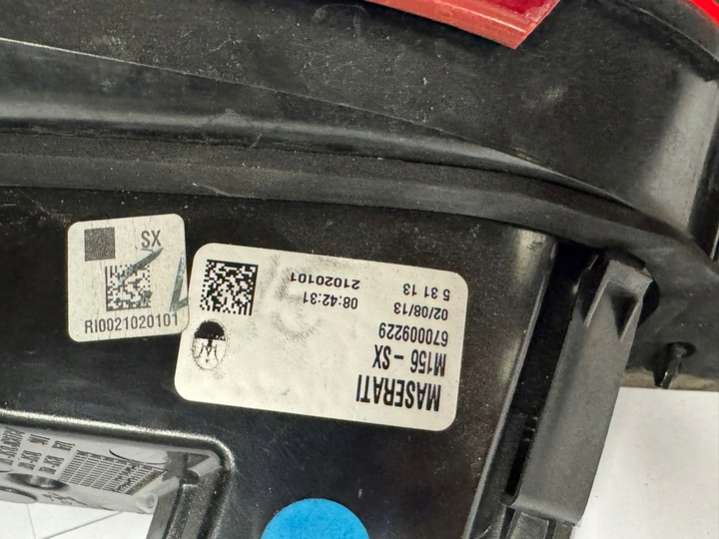 SX
RI0021020101
MASERATI
M156 - SX
670009229
02/08/13
5 31 13
08:42:31
21020101